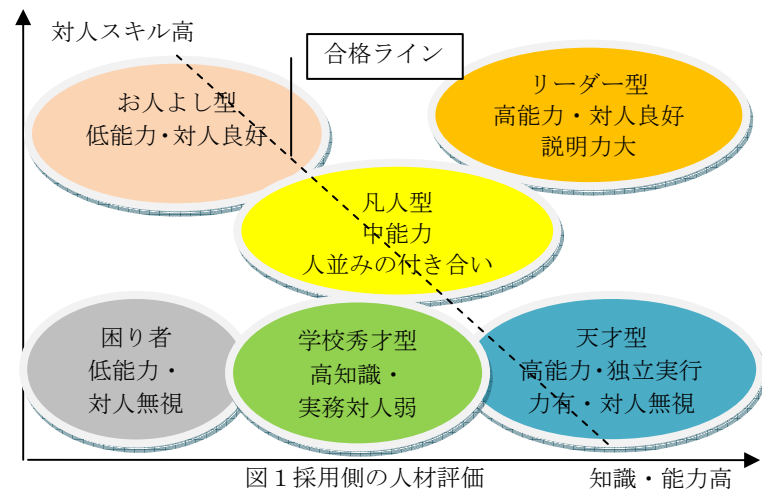 対人スキル高
合格ライン
お人よし型
低能力・対人良好
リーダー型
高能力・対人良好
説明力大
凡人型
中能力
人並みの付き合い
困り者
低能力・
対人無視
学校秀才型
高知識・
実務対人弱
天才型
高能力・独立実行
力有・対人無視
図1採用側の人材評価
知識・能力高